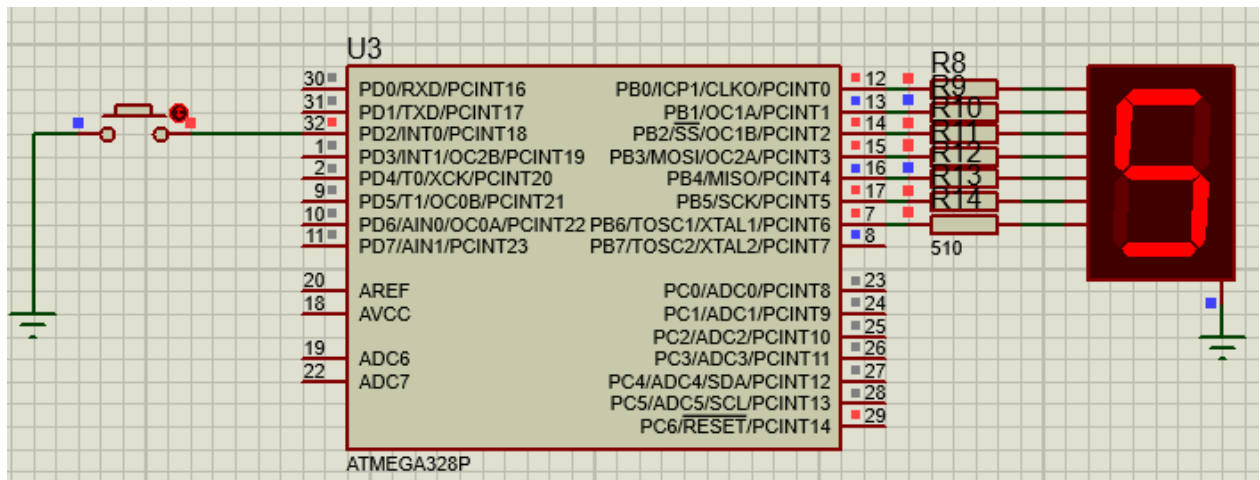 U3
30
PD0/RXD/PCINT16
31
PD1/TXD/PCINT17
32
PD2/INT0/PCINT18
1
PD3/INT1/OC2B/PCINT19
2
PD4/T0/XCK/PCINT20
9
PD5/T1/OC0B/PCINT21
10
PD6/AIN0/OC0A/PCINT22
11
PD7/AIN1/PCINT23
20
AREF
18
AVCC
19
ADC6
22
ADC7
PB0/ICP1/CLKO/PCINT0
12
PB1/OC1A/PCINT1
13
PB2/SS/OC1B/PCINT2
14
PB3/MOSI/OC2A/PCINT3
15
PB4/MISO/PCINT4
16
PB5/SCK/PCINT5
17
PB6/TOSC1/XTAL1/PCINT6
7
PB7/TOSC2/XTAL2/PCINT7
8
PC0/ADC0/PCINT8
23
PC1/ADC1/PCINT9
24
PC2/ADC2/PCINT10
25
PC3/ADC3/PCINT11
26
PC4/ADC4/SDA/PCINT12
27
PC5/ADC5/SCL/PCINT13
28
PC6/RESET/PCINT14
29
ATMEGA328P
R8
R9
R10
R11
R12
R13
R14
510
5